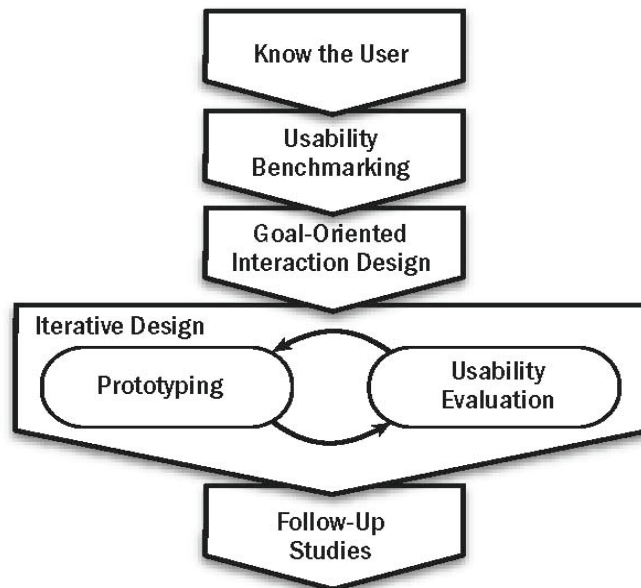 Know the User
Usability
Benchmarking
Goal-Oriented
Interaction Design
Iterative Design
Prototyping
Usability
Evaluation
Follow-Up
Studies